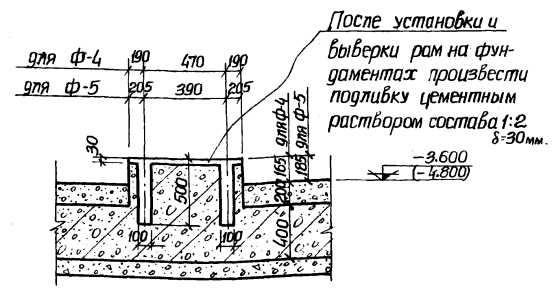 После установки и
выверки рам на фун-
даментах произвести
подливку цементным
раствором состава 1:2
δ=30мм.
для Ф-4 190 470 190
для Ф-5 205 390 205
30
500
165 для Ф-4
185 для Ф-5
200
400
100 100
-3.600
(-4.800)